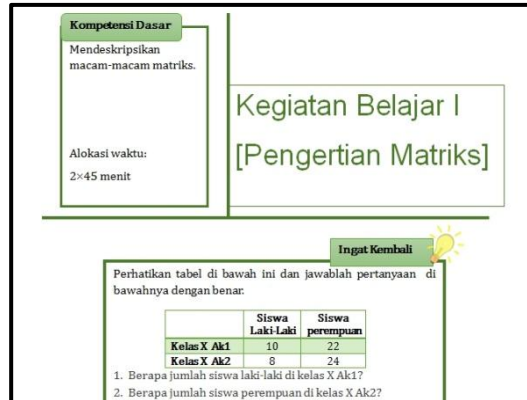 Kompetensi Dasar
Mendeskripsikan
macam-macam matriks.
Alokasi waktu:
2×45 menit
Kegiatan Belajar I
[Pengertian Matriks]
Ingat Kembali
Perhatikan tabel di bawah ini dan jawablah pertanyaan di
bawahnya dengan benar.
Siswa Laki-Laki Siswa perempuan
Kelas X Ak1 10 22
Kelas X Ak2 8 24
1. Berapa jumlah siswa laki-laki di kelas X Ak1?
2. Berapa jumlah siswa perempuan di kelas X Ak2?